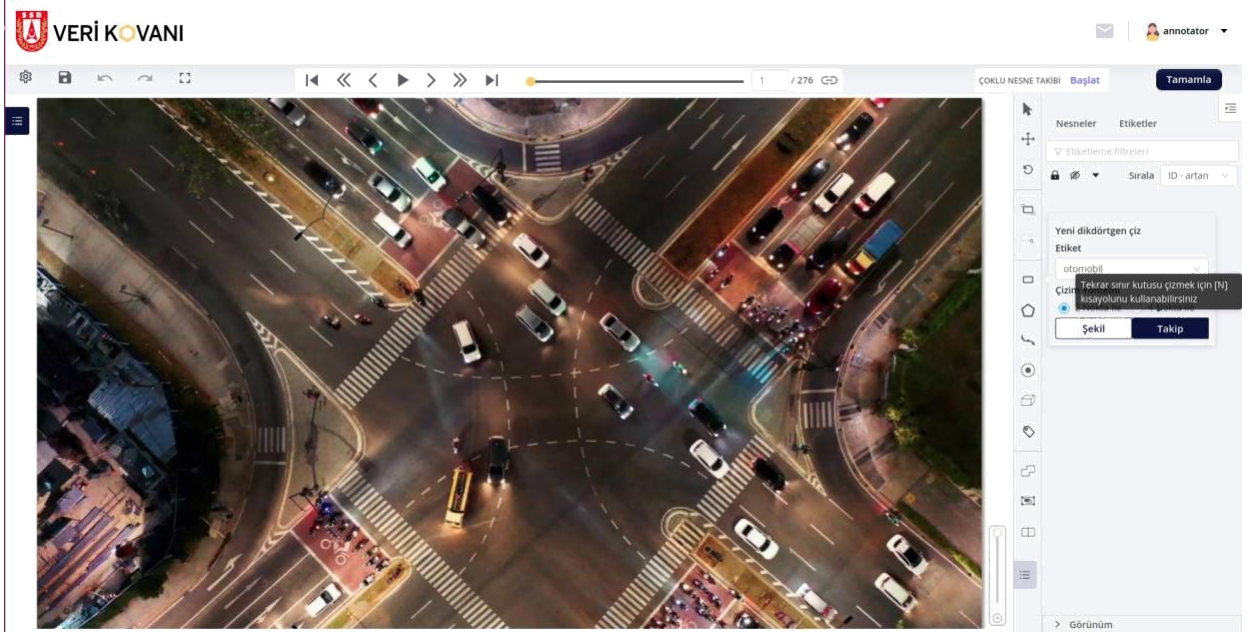 SSB
VERİ KOVANI
annotator
1 / 276
ÇOKLU NESNE TAKİBİ Başlat
Tamamla
Nesneler Etiketler
Etiketleme filtreleri
Sırala ID - artan
Yeni dikdörtgen çiz
Etiket
otomobil
Tekrar sınır kutusu çizmek için [N]
kısayolunu kullanabilirsiniz
Şekil Takip
Görünüm